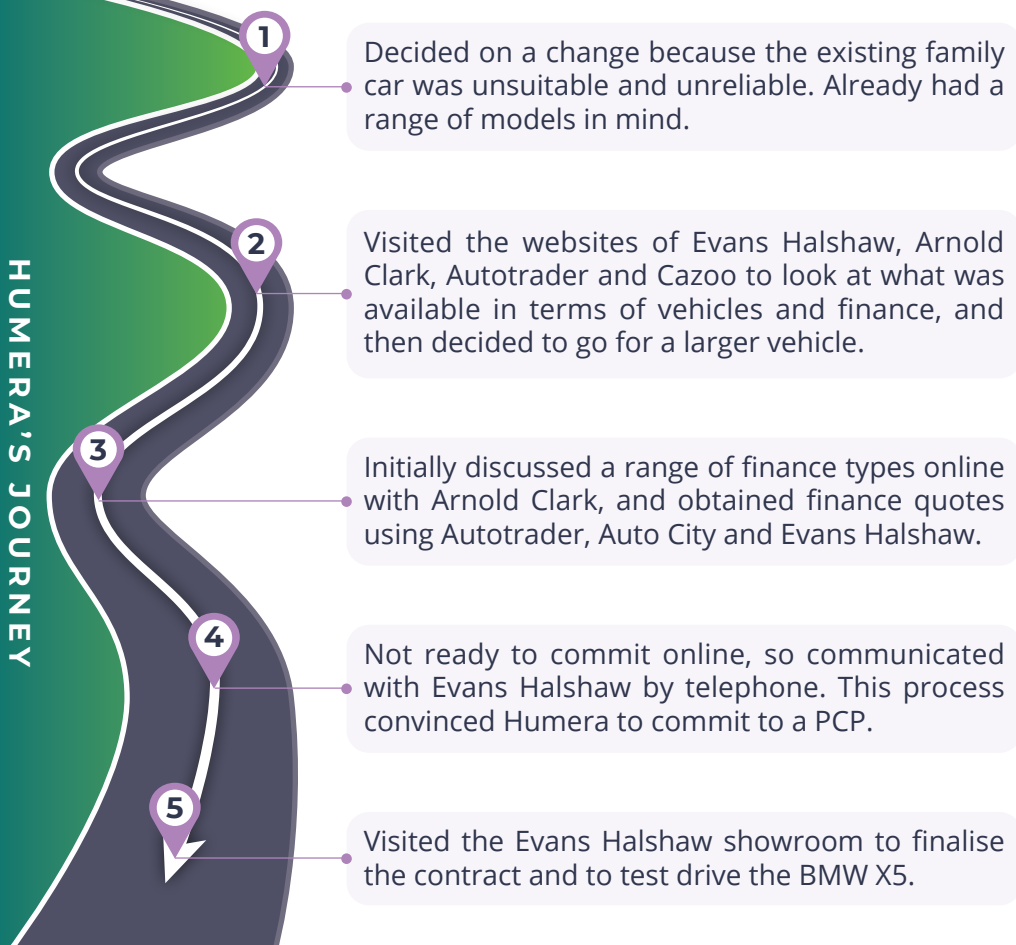 HUMERA'S JOURNEY
1
Decided on a change because the existing family
car was unsuitable and unreliable. Already had a
range of models in mind.
2
Visited the websites of Evans Halshaw, Arnold
Clark, Autotrader and Cazoo to look at what was
available in terms of vehicles and finance, and
then decided to go for a larger vehicle.
3
Initially discussed a range of finance types online
with Arnold Clark, and obtained finance quotes
using Autotrader, Auto City and Evans Halshaw.
4
Not ready to commit online, so communicated
with Evans Halshaw by telephone. This process
convinced Humera to commit to a PCP.
5
Visited the Evans Halshaw showroom to finalise
the contract and to test drive the BMW X5.